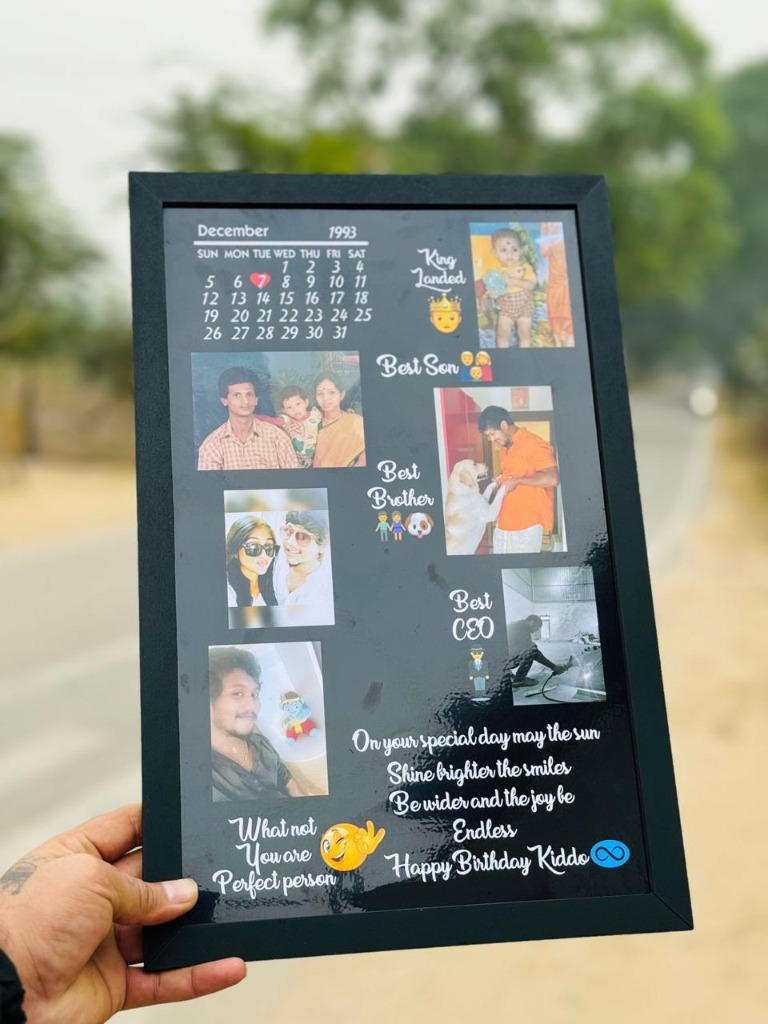 December 1993
SUN MON TUE WED THU FRI SAT
1 2 3 4
5 6 7 8 9 10 11
12 13 14 15 16 17 18
19 20 21 22 23 24 25
26 27 28 29 30 31
King
Landed
Best Son
Best
Brother
Best
CEO
On your special day may the sun
Shine brighter the smiles
Be wider and the joy be
Endless
Happy Birthday Kiddo
What not
You are
Perfect person